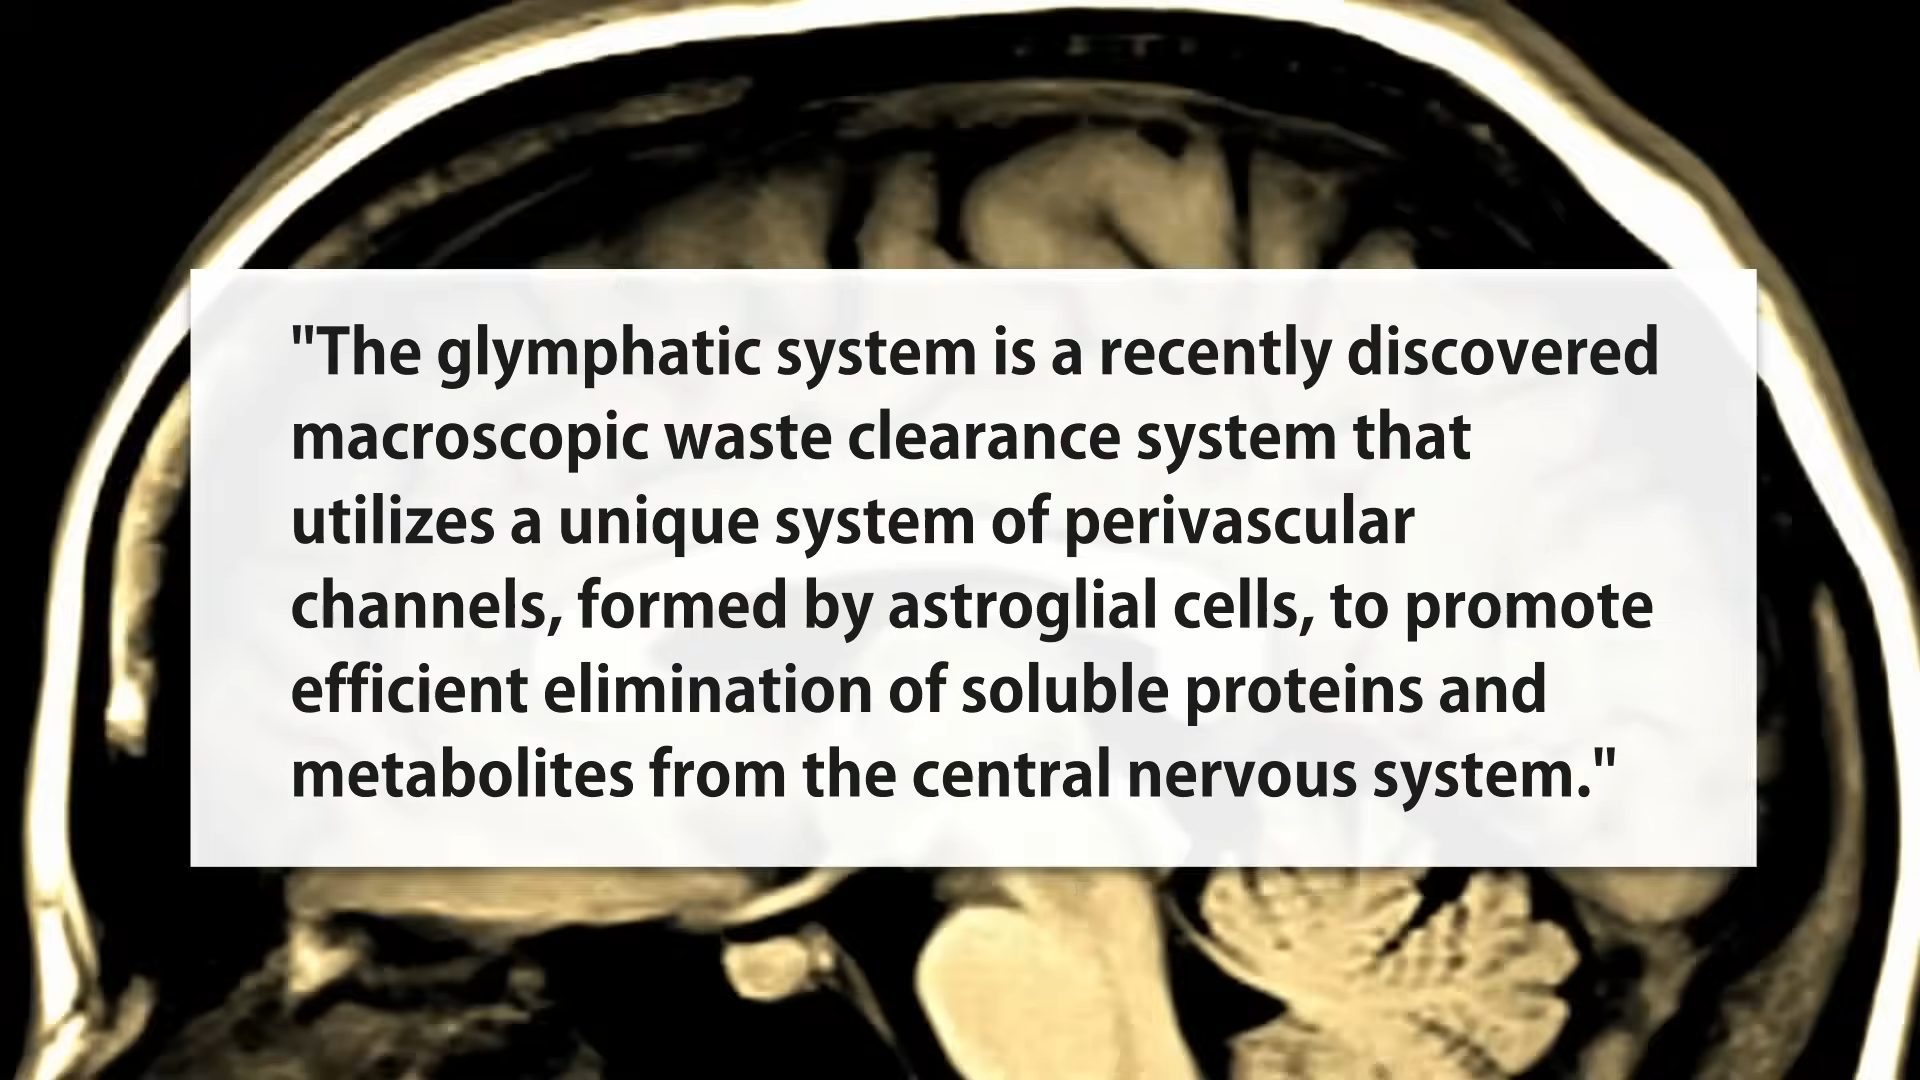 "The glymphatic system is a recently discovered
macroscopic waste clearance system that
utilizes a unique system of perivascular
channels, formed by astroglial cells, to promote
efficient elimination of soluble proteins and
metabolites from the central nervous system."